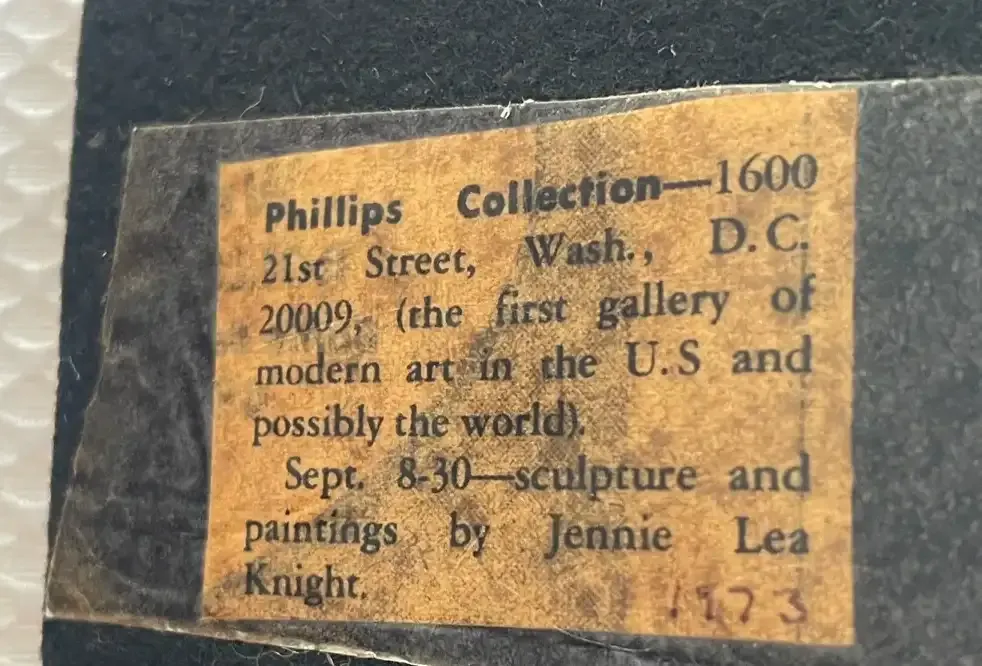 Phillips Collection—1600
21st Street, Wash., D.C.
20009, (the first gallery of
modern art in the U.S and
possibly the world).
Sept. 8-30—sculpture and
paintings by Jennie Lea
Knight.
1973